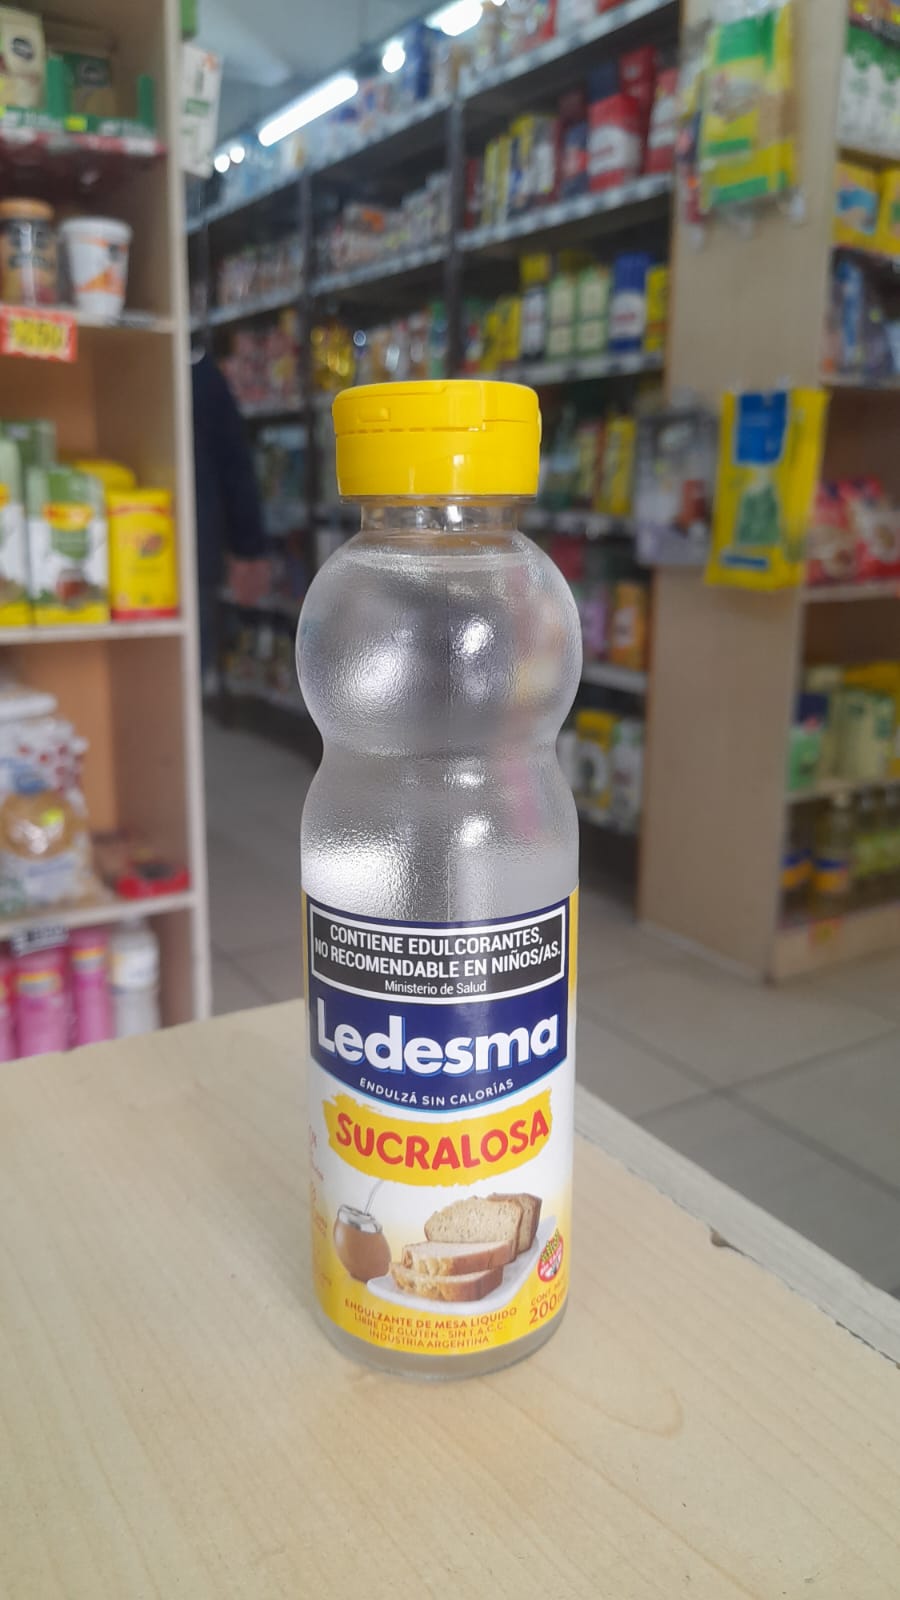 CONTIENE EDULCORANTES,
NO RECOMENDABLE EN NIÑOS/AS.
Ministerio de Salud
Ledesma
ENDULZÁ SIN CALORÍAS
SUCRALOSA
ENDULZANTE DE MESA LÍQUIDO
LIBRE DE GLUTEN - SIN T.A.C.C.
INDUSTRIA ARGENTINA
200